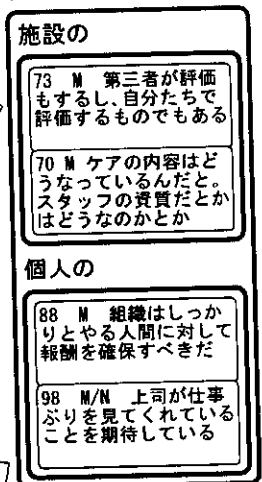 施設の
73 M 第三者が評価
もするし、自分たちで
評価するものでもある
70 M ケアの内容はど
うなっているんだと。
スタッフの資質だとか
はどうなのかとか
個人の
88 M 組織はしっか
りとやる人間に対して
報酬を確保すべきだ
98 M/N 上司が仕事
ぶりを見てくれている
ことを期待している